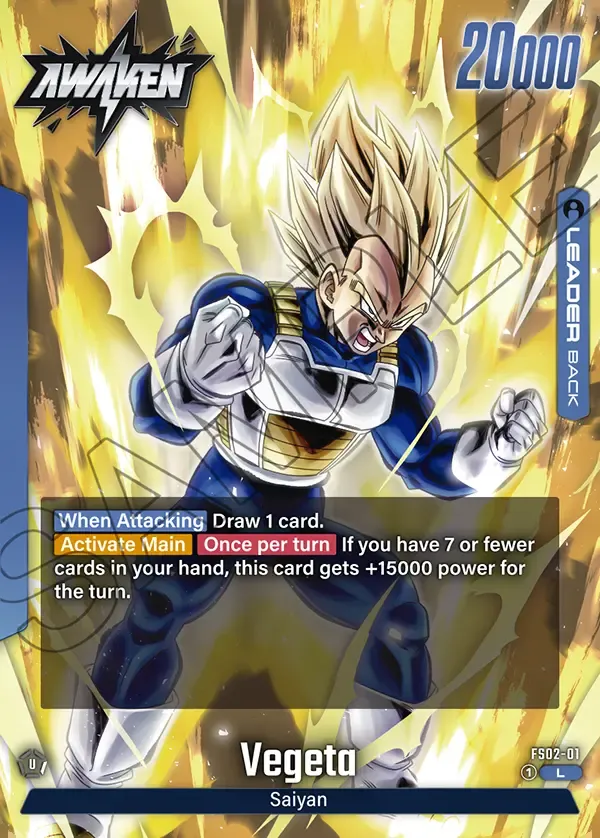 AWAKEN
20000
LEADER BACK
When Attacking Draw 1 card.
Activate Main Once per turn If you have 7 or fewer
cards in your hand, this card gets +15000 power for
the turn.
SAMPLE
U
Vegeta
FS02-01
1 L
Saiyan